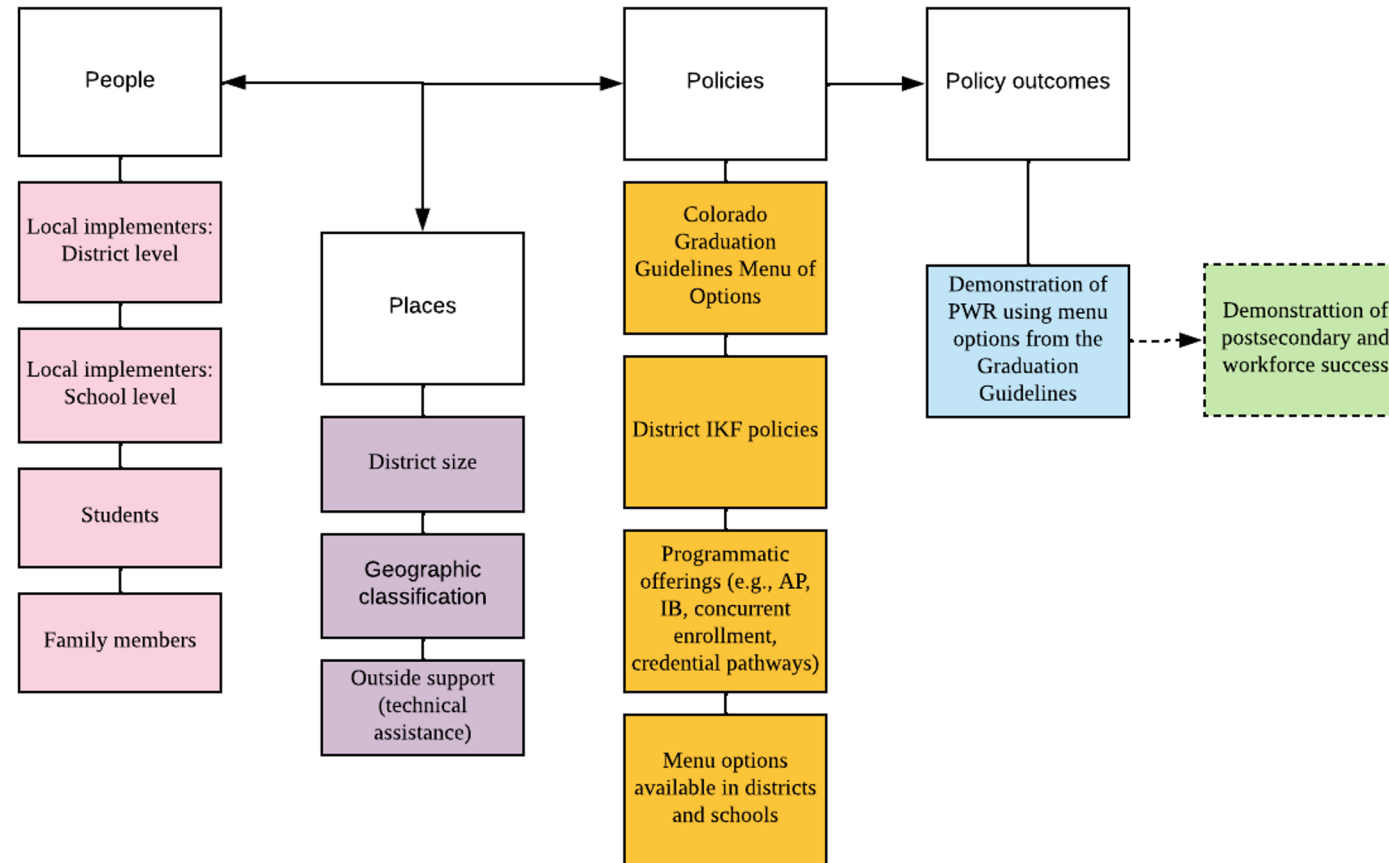 People
Local implementers:
District level
Local implementers:
School level
Students
Family members
Places
District size
Geographic
classification
Outside support
(technical
assistance)
Policies
Colorado
Graduation
Guidelines Menu of
Options
District IKF policies
Programmatic
offerings (e.g., AP,
IB, concurrent
enrollment,
credential pathways)
Menu options
available in districts
and schools
Policy outcomes
Demonstration of
PWR using menu
options from the
Graduation
Guidelines
Demonstrattion of
postsecondary and
workforce success